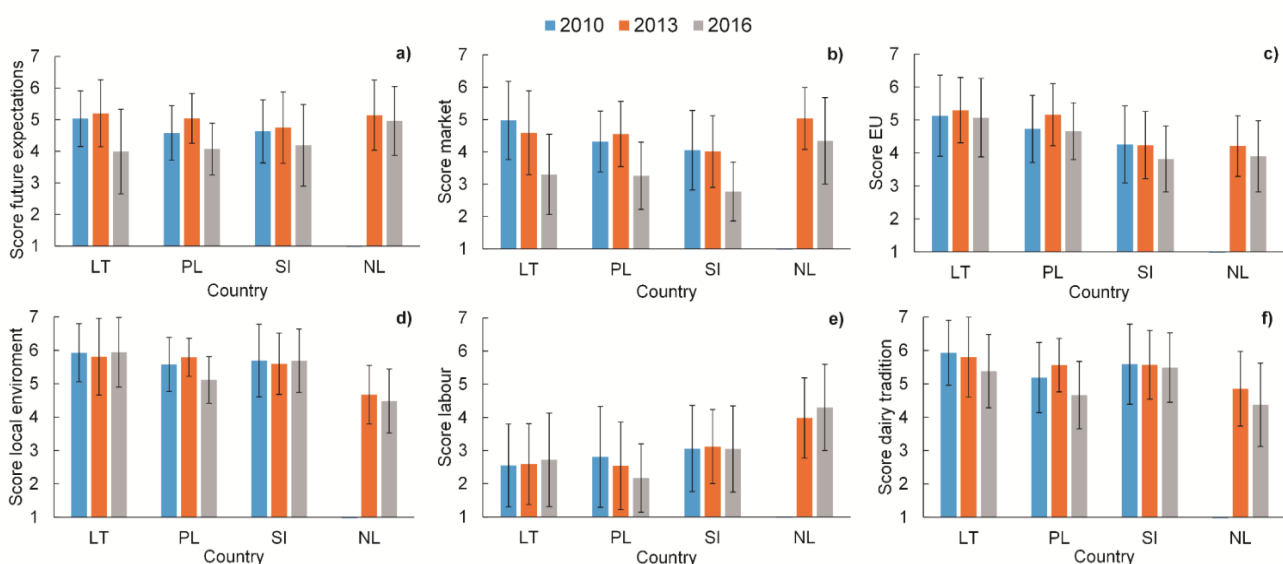 2010 2013 2016
a)
Score future expectations
7
6
5
4
3
2
1
LT PL SI NL
Country
b)
Score market
7
6
5
4
3
2
1
LT PL SI NL
Country
c)
Score EU
7
6
5
4
3
2
1
LT PL SI NL
Country
d)
Score local enviroment
7
6
5
4
3
2
1
LT PL SI NL
Country
e)
Score labour
7
6
5
4
3
2
1
LT PL SI NL
Country
f)
Score dairy tradition
7
6
5
4
3
2
1
LT PL SI NL
Country